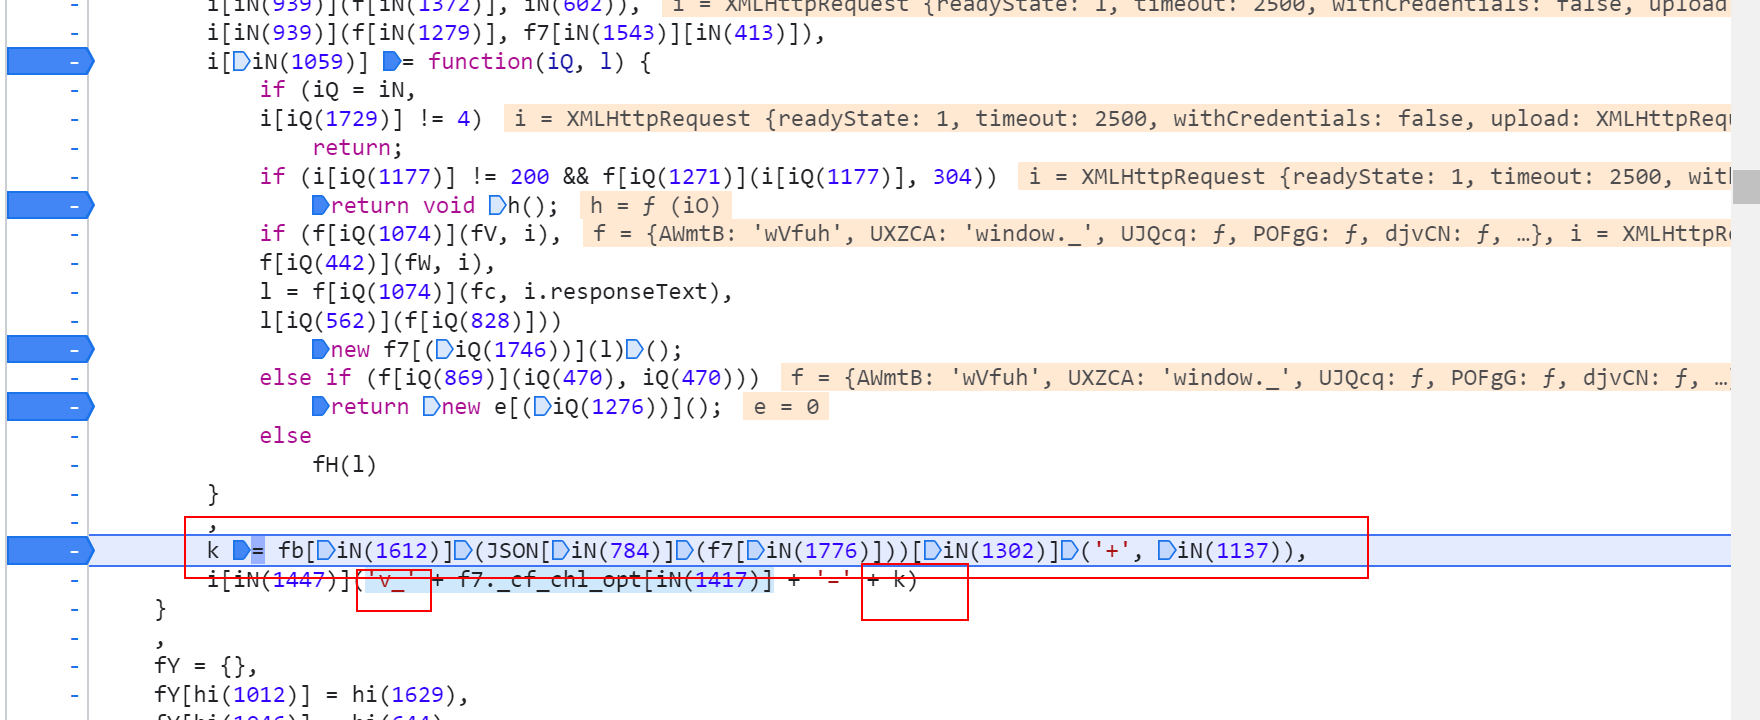 i[iN(939)](f[iN(1372)], iN(602)), i = XMLHttpRequest {readyState: 1, timeout: 2500, withCredentials: false, upload
i[iN(939)](f[iN(1279)], f7[iN(1543)][iN(413)]),
i[iN(1059)] = function(iQ, l) {
if (iQ = iN,
i[iQ(1729)] != 4) i = XMLHttpRequest {readyState: 1, timeout: 2500, withCredentials: false, upload: XMLHttpRequ
return;
if (i[iQ(1177)] != 200 && f[iQ(1271)](i[iQ(1177)], 304)) i = XMLHttpRequest {readyState: 1, timeout: 2500, wit
return void h(); h = ƒ (iO)
if (f[iQ(1074)](fV, i), f = {AWmtB: 'wVfuh', UXZCA: 'window._', UJQcq: ƒ, POFgG: ƒ, djvCN: ƒ, …}, i = XMLHttpR
f[iQ(442)](fW, i),
l = f[iQ(1074)](fc, i.responseText),
l[iQ(562)](f[iQ(828)]))
new f7[(iQ(1746))](l)();
else if (f[iQ(869)](iQ(470), iQ(470))) f = {AWmtB: 'wVfuh', UXZCA: 'window._', UJQcq: ƒ, POFgG: ƒ, djvCN: ƒ, …
return new e[(iQ(1276))](); e = 0
else
fH(l)
}
,
k = fb[iN(1612)](JSON[iN(784)](f7[iN(1776)]))[iN(1302)]('+', iN(1137)),
i[iN(1447)]('v_' + f7._cf_chl_opt[iN(1417)] + '=' + k)
}
,
fY = {},
fY[hi(1012)] = hi(1629),
fY[hi(1046)] = hi(644)